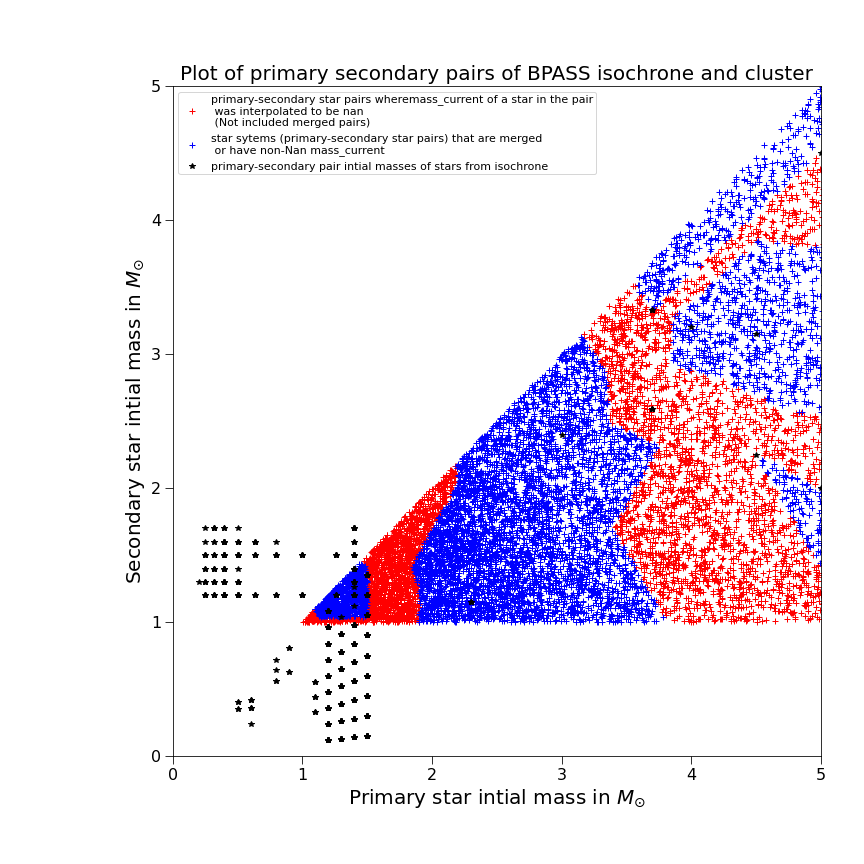 Plot of primary secondary pairs of BPASS isochrone and cluster
primary-secondary star pairs wheremass_current of a star in the pair
was interpolated to be nan
(Not included merged pairs)
star sytems (primary-secondary star pairs) that are merged
or have non-Nan mass_current
primary-secondary pair intial masses of stars from isochrone
Secondary star intial mass in M⊙
5
4
3
2
1
0
0 1 2 3 4 5
Primary star intial mass in M⊙